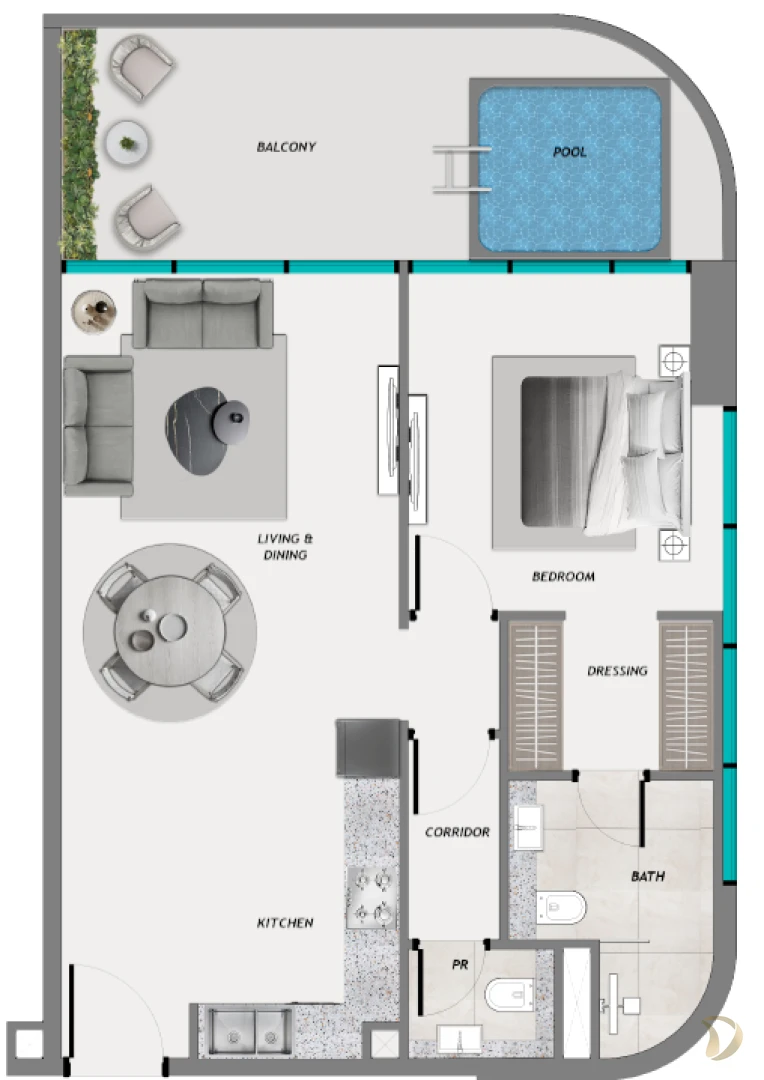 BALCONY
POOL
LIVING &
DINING
BEDROOM
DRESSING
CORRIDOR
BATH
KITCHEN
PR